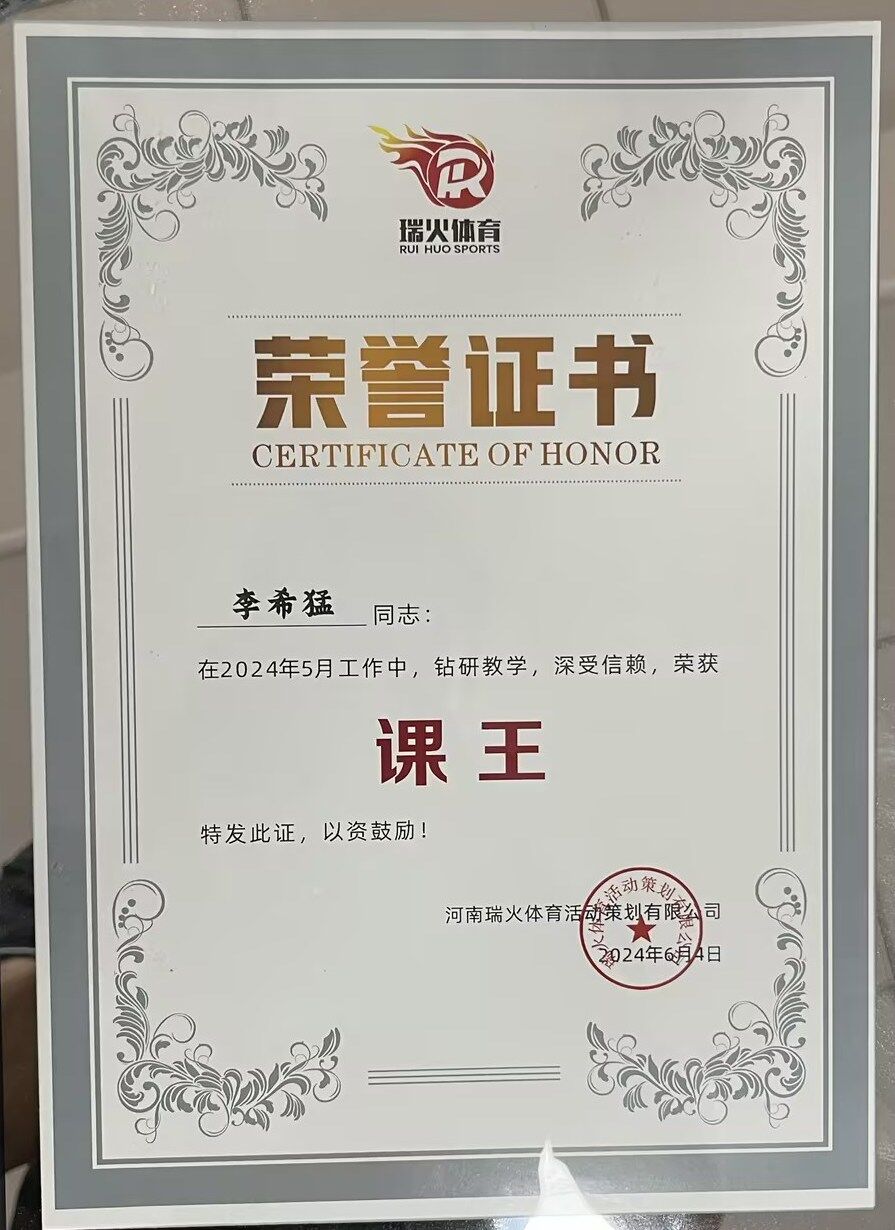 瑞火体育
RUI HUO SPORTS
荣誉证书
CERTIFICATE OF HONOR
李希猛 同志：
在2024年5月工作中，钻研教学，深受信赖，荣获
课王
特发此证，以资鼓励！
河南瑞火体育活动策划有限公司
2024年6月4日